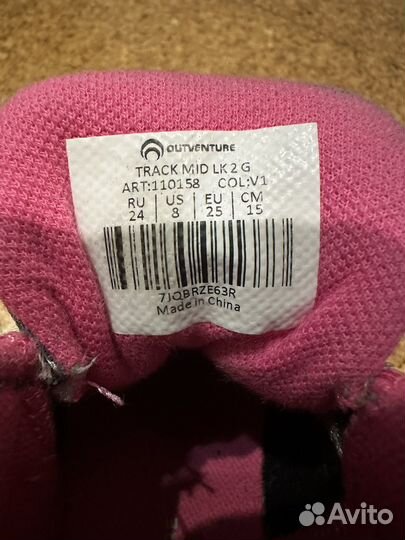 OUTVENTURE
TRACK MID LK 2 G
ART:110158 COL:V1
RU US EU CM
24 8 25 15
7JQBRZE63R
Made in China
Avito